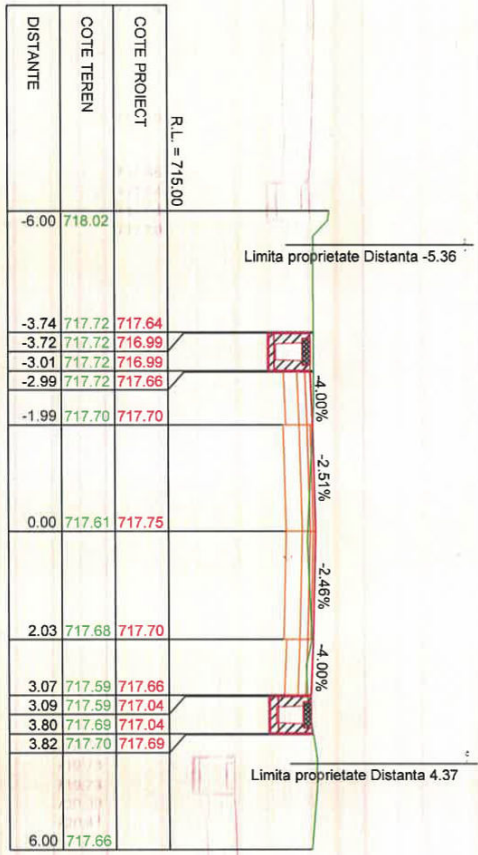 R.L. = 715.00
COTE PROIECT
COTE TEREN
DISTANTE
-6.00 718.02
Limita proprietate Distanta -5.36
-3.74 717.72 717.64
-3.72 717.72 716.99
-3.01 717.72 716.99
-2.99 717.72 717.66
-4.00%
-1.99 717.70 717.70
-2.51%
0.00 717.61 717.75
-2.46%
2.03 717.68 717.70
-4.00%
3.07 717.59 717.66
3.09 717.59 717.04
3.80 717.69 717.04
3.82 717.70 717.69
Limita proprietate Distanta 4.37
6.00 717.66